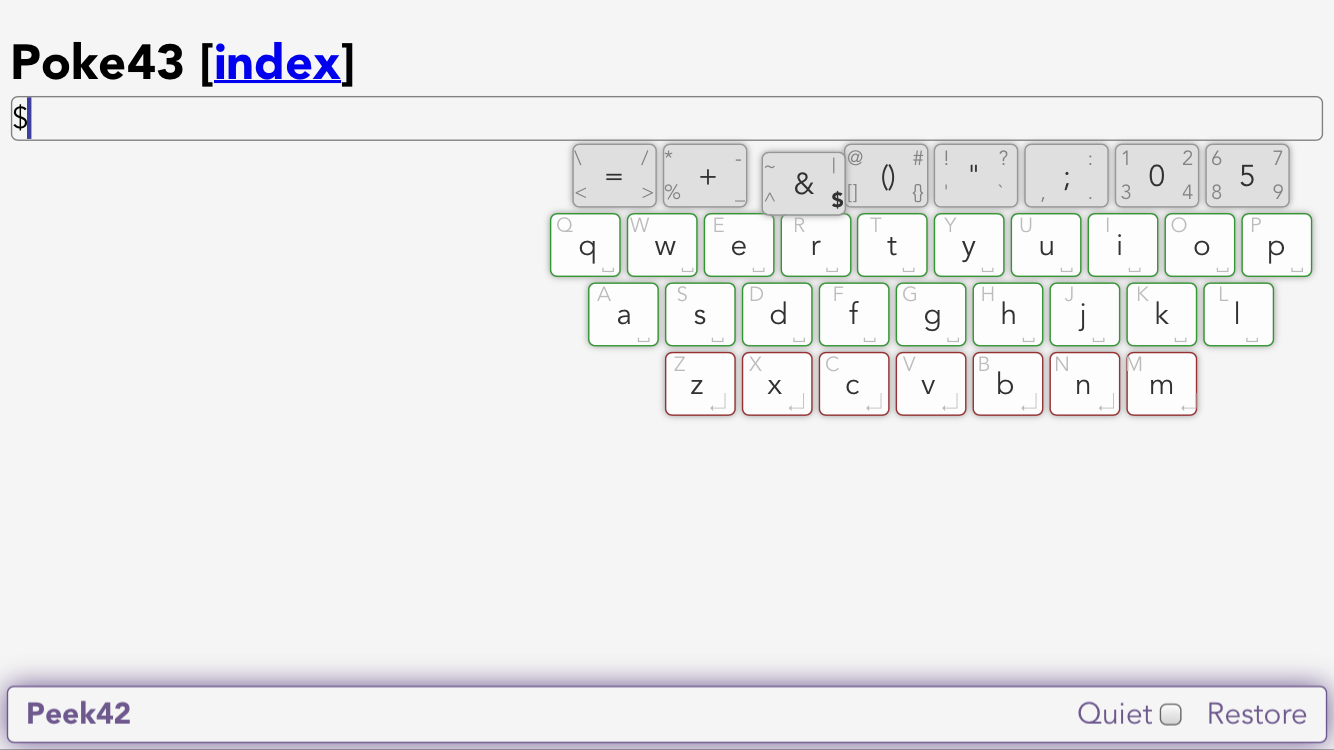 Poke43 [index]
$
\ / = < >
* - + % _
~ | & ^ $
@ # () [] {}
! ? " ' `
: ; , .
1 2 0 3 4
6 7 5 8 9
Q q ⎵ W w ⎵ E e ⎵ R r ⎵ T t ⎵ Y y ⎵ U u ⎵ I i ⎵ O o ⎵ P p ⎵
A a ⎵ S s ⎵ D d ⎵ F f ⎵ G g ⎵ H h ⎵ J j ⎵ K k ⎵ L l ⎵
Z z ↵ X x ↵ C c ↵ V v ↵ B b ↵ N n ↵ M m ↵
Peek42 Quiet Restore